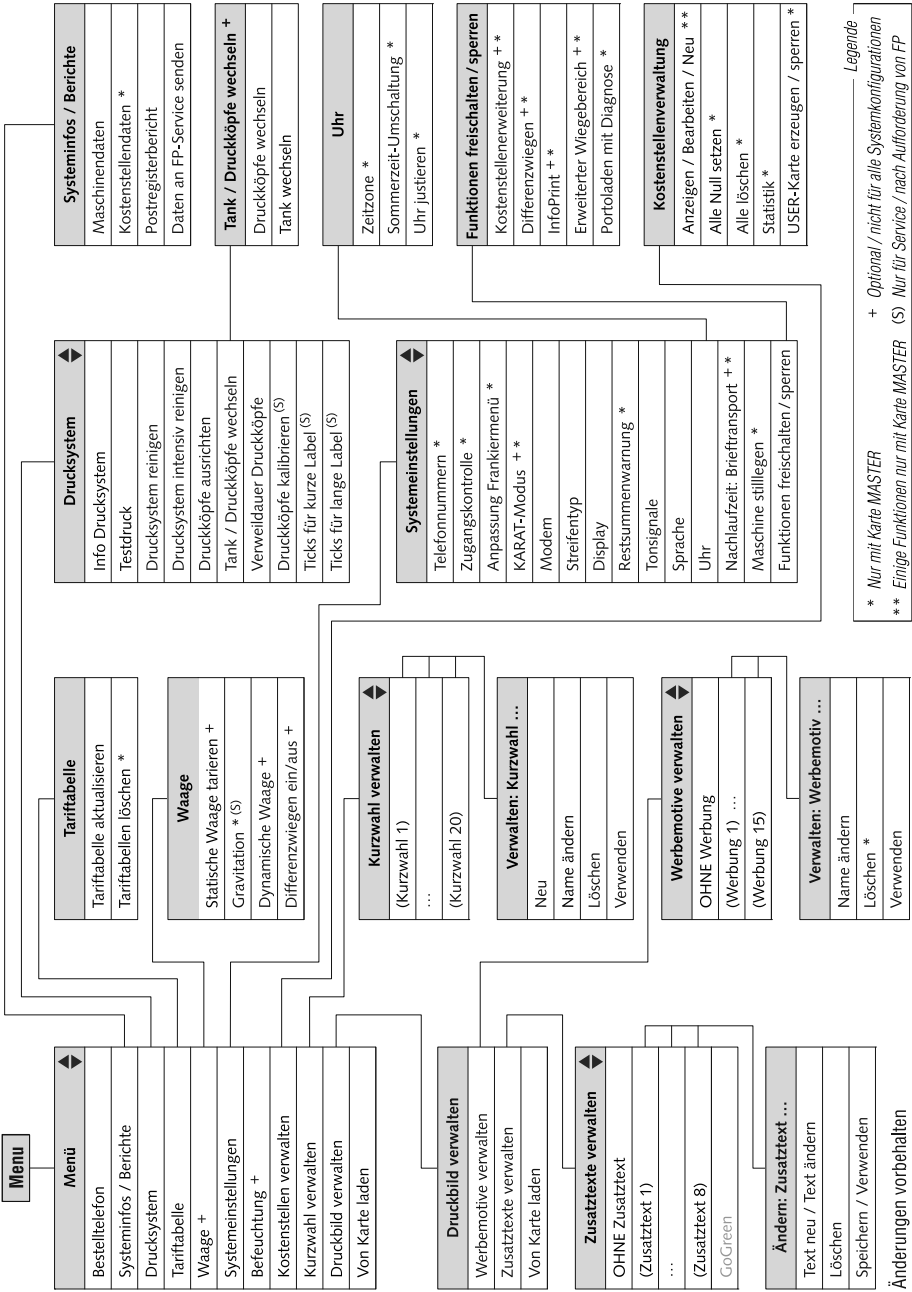 Menu
Menü
Bestelltelefon
Systeminfos / Berichte
Drucksystem
Tariftabelle
Waage +
Systemeinstellungen
Befeuchtung +
Kostenstellen verwalten
Kurzwahl verwalten
Druckbild verwalten
Von Karte laden
Druckbild verwalten
Werbemotive verwalten
Zusatztexte verwalten
Von Karte laden
Zusatztexte verwalten
OHNE Zusatztext
(Zusatztext 1)
...
(Zusatztext 8)
GoGreen
Ändern: Zusatztext ...
Text neu / Text ändern
Löschen
Speichern / Verwenden
Änderungen vorbehalten
Tariftabelle
Tariftabelle aktualisieren
Tariftabellen löschen *
Waage
Statische Waage tarieren +
Gravitation * (S)
Dynamische Waage +
Differenzwiegen ein/aus +
Kurzwahl verwalten
(Kurzwahl 1)
...
(Kurzwahl 20)
Verwalten: Kurzwahl ...
Neu
Name ändern
Löschen
Verwenden
Werbemotive verwalten
OHNE Werbung
(Werbung 1) ...
(Werbung 15)
Verwalten: Werbemotiv ...
Name ändern
Löschen *
Verwenden
Drucksystem
Info Drucksystem
Testdruck
Drucksystem reinigen
Drucksystem intensiv reinigen
Druckköpfe ausrichten
Tank / Druckköpfe wechseln
Verweildauer Druckköpfe
Druckköpfe kalibrieren (S)
Ticks für kurze Label (S)
Ticks für lange Label (S)
Systemeinstellungen
Telefonnummern *
Zugangskontrolle *
Anpassung Frankiermenü *
KARAT-Modus + *
Modem
Streifentyp
Display
Restsummenwarnung *
Tonsignale
Sprache
Uhr
Nachlaufzeit: Brieftransport + *
Maschine stilllegen *
Funktionen freischalten / sperren
Systeminfos / Berichte
Maschinendaten
Kostenstellendaten *
Postregisterbericht
Daten an FP-Service senden
Tank / Druckköpfe wechseln +
Druckköpfe wechseln
Tank wechseln
Uhr
Zeitzone *
Sommerzeit-Umschaltung *
Uhr justieren *
Funktionen freischalten / sperren
Kostenstellenerweiterung + *
Differenzwiegen + *
InfoPrint + *
Erweiterter Wiegebereich + *
Portoladen mit Diagnose *
Kostenstellenverwaltung
Anzeigen / Bearbeiten / Neu * *
Alle Null setzen *
Alle löschen *
Statistik *
USER-Karte erzeugen / sperren *
Legende
* Nur mit Karte MASTER + Optional / nicht für alle Systemkonfigurationen
* * Einige Funktionen nur mit Karte MASTER (S) Nur für Service / nach Aufforderung von FP